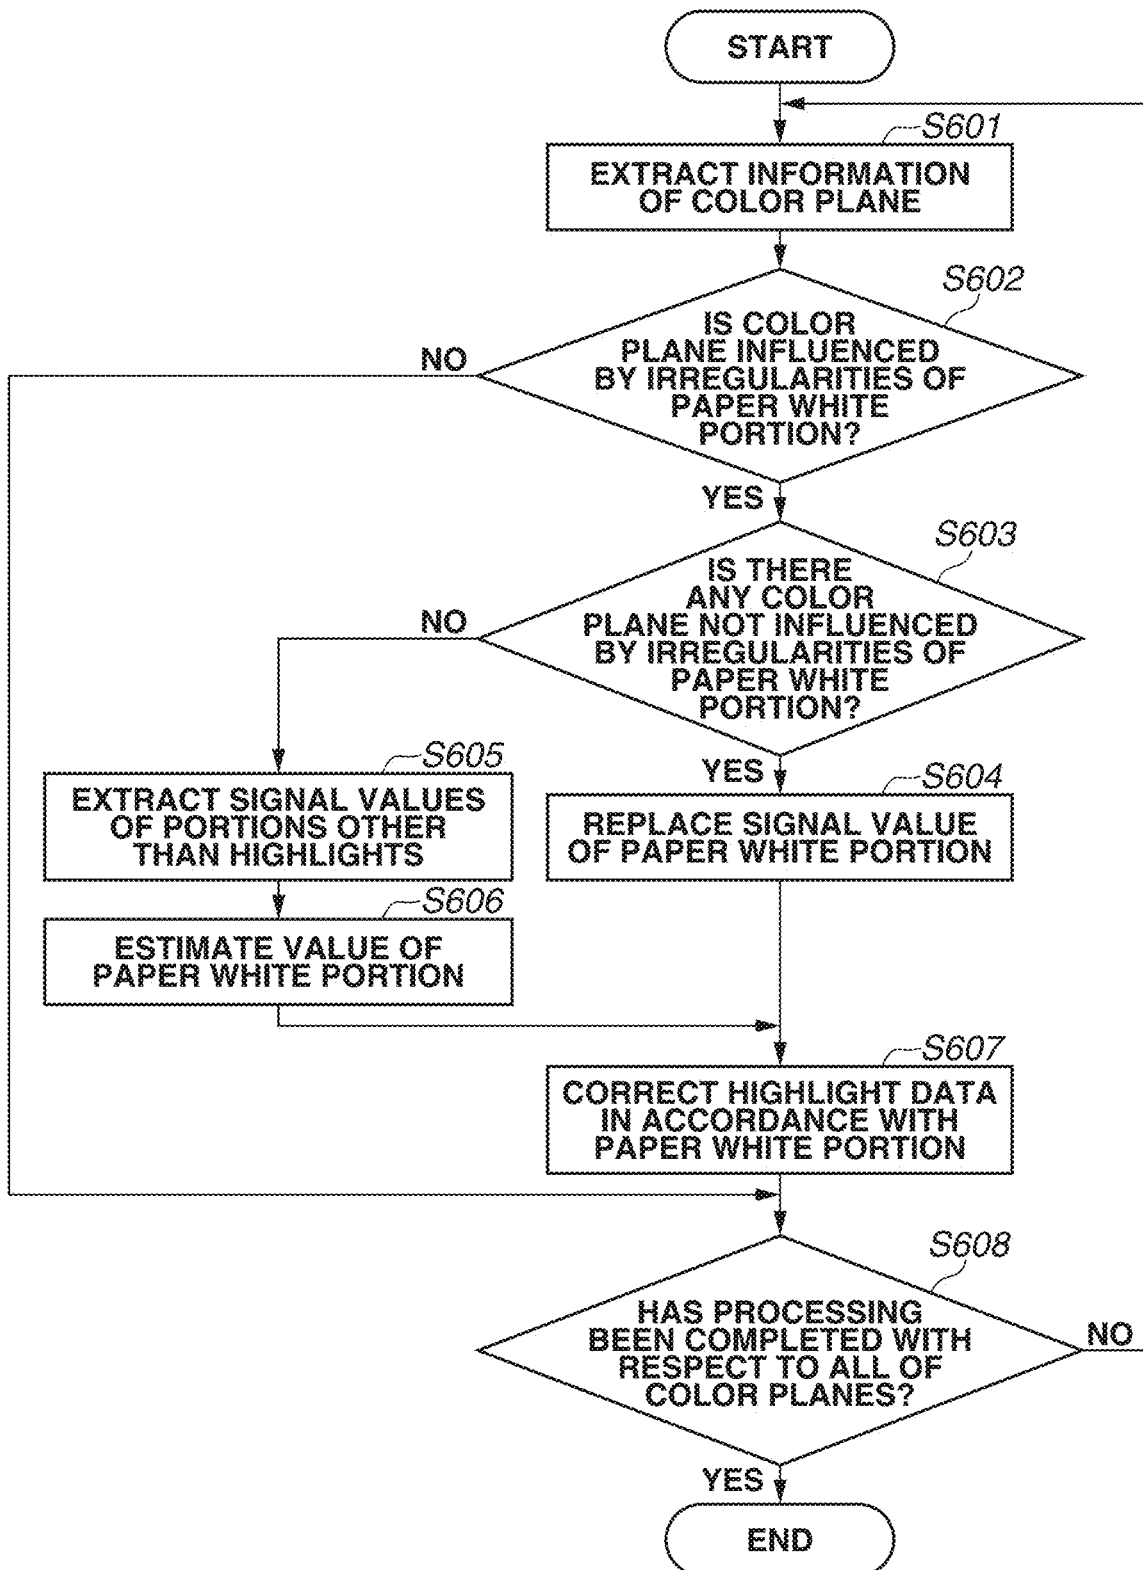 START
S601
EXTRACT INFORMATION
OF COLOR PLANE
S602
IS COLOR
PLANE INFLUENCED
BY IRREGULARITIES OF
PAPER WHITE
PORTION?
NO
YES
S603
IS THERE
ANY COLOR
PLANE NOT INFLUENCED
BY IRREGULARITIES OF
PAPER WHITE
PORTION?
NO
YES
S605
EXTRACT SIGNAL VALUES
OF PORTIONS OTHER
THAN HIGHLIGHTS
S604
REPLACE SIGNAL VALUE
OF PAPER WHITE PORTION
S606
ESTIMATE VALUE OF
PAPER WHITE PORTION
S607
CORRECT HIGHLIGHT DATA
IN ACCORDANCE WITH
PAPER WHITE PORTION
S608
HAS PROCESSING
BEEN COMPLETED WITH
RESPECT TO ALL OF
COLOR PLANES?
NO
YES
END